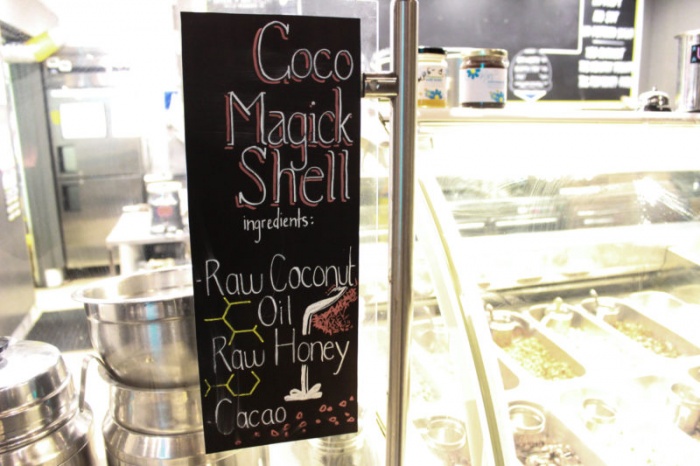 Coco
Magick
Shell
ingredients:
-Raw Coconut
Oil
-Raw Honey
-Cacao